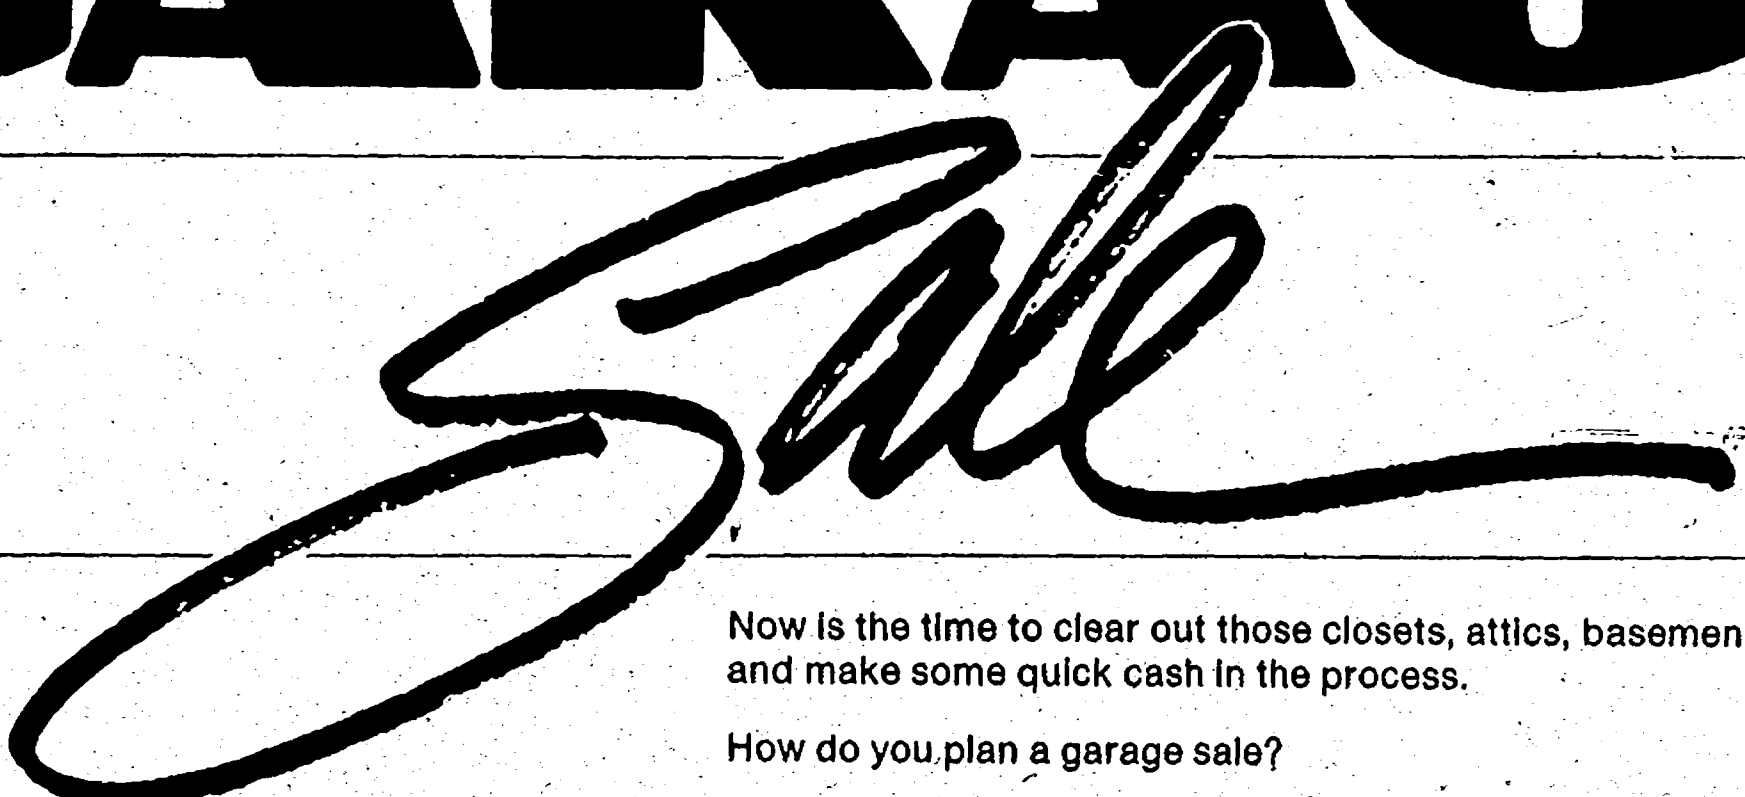 GARAG
Sale
Now is the time to clear out those closets, attics, basemen
and make some quick cash in the process.
How do you plan a garage sale?